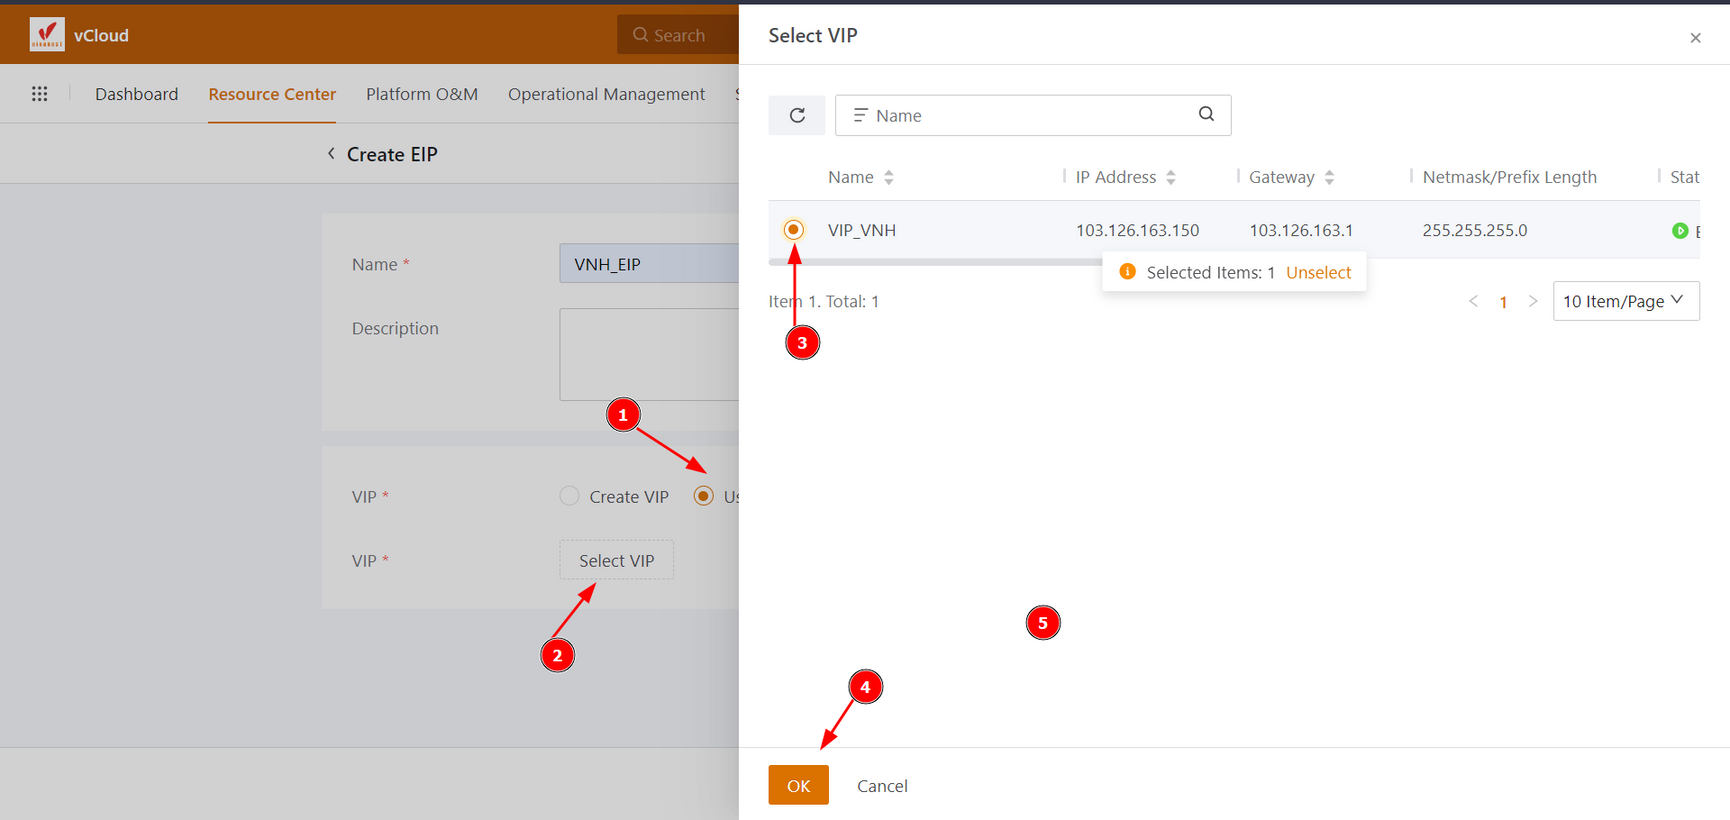 vCloud
Search
Dashboard
Resource Center
Platform O&M
Operational Management
Create EIP
Name *
VNH_EIP
Description
1
VIP *
Create VIP
Us
VIP *
Select VIP
2
Select VIP
Name
Name
IP Address
Gateway
Netmask/Prefix Length
Stat
VIP_VNH
103.126.163.150
103.126.163.1
255.255.255.0
Selected Items: 1 Unselect
Item 1. Total: 1
1
10 Item/Page
3
5
4
OK
Cancel